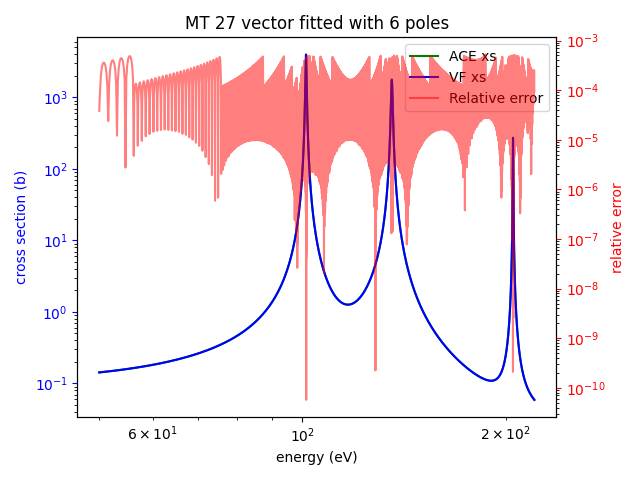 MT 27 vector fitted with 6 poles
ACE xs
VF xs
Relative error
cross section (b)
10³
10²
10¹
10⁰
10⁻¹
relative error
10⁻³
10⁻⁴
10⁻⁵
10⁻⁶
10⁻⁷
10⁻⁸
10⁻⁹
10⁻¹⁰
6 × 10¹
10²
2 × 10²
energy (eV)